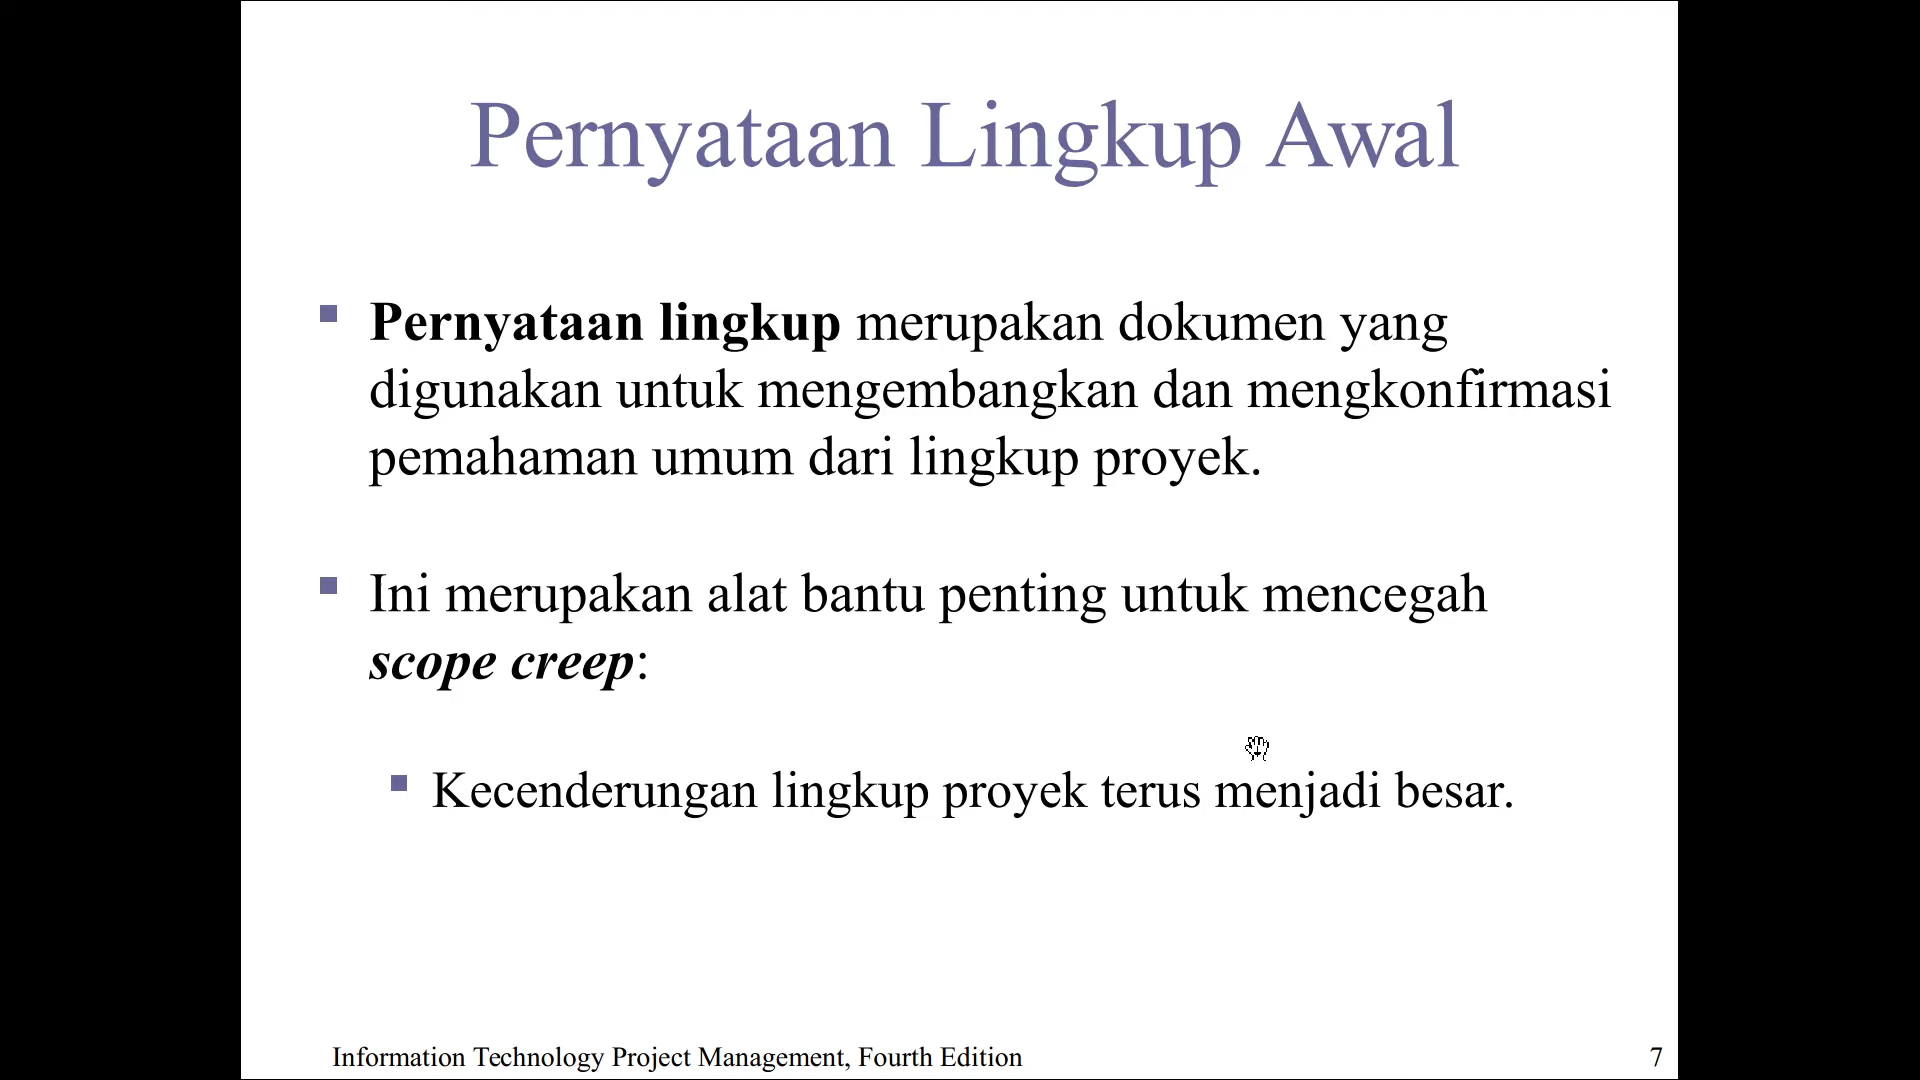 Pernyataan Lingkup Awal
Pernyataan lingkup merupakan dokumen yang
digunakan untuk mengembangkan dan mengkonfirmasi
pemahaman umum dari lingkup proyek.
Ini merupakan alat bantu penting untuk mencegah
scope creep:
Kecenderungan lingkup proyek terus menjadi besar.
Information Technology Project Management, Fourth Edition
7